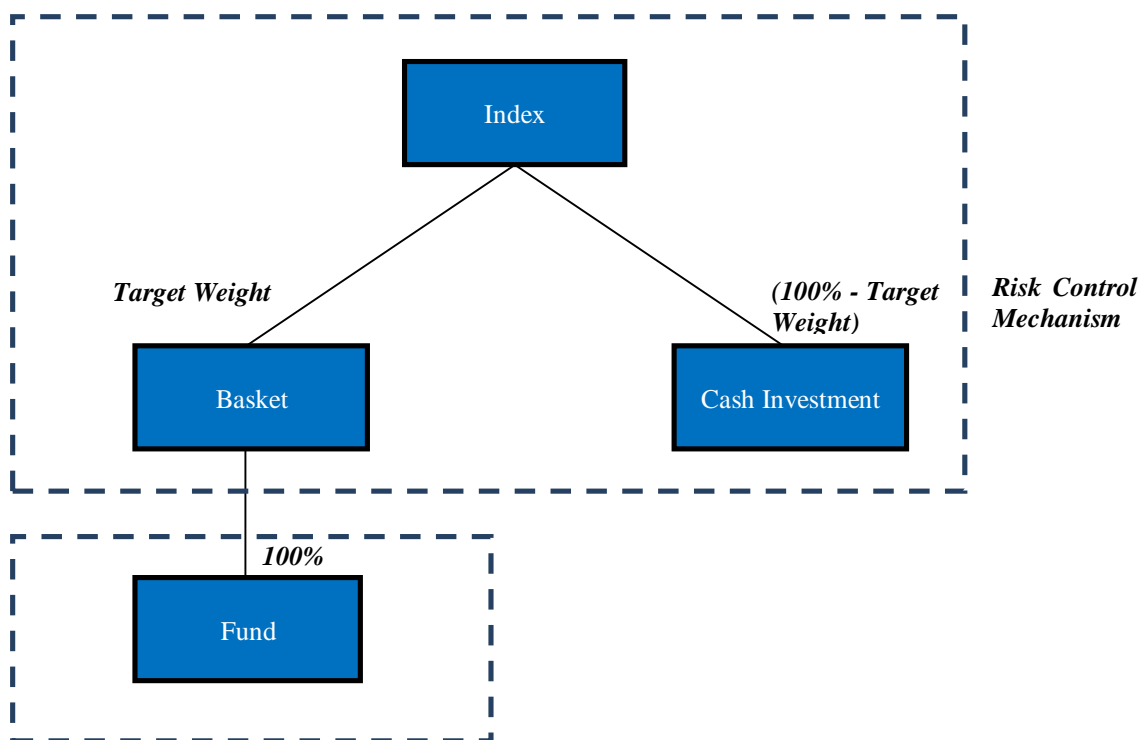 Index
Target Weight
(100% - Target
Weight)
Risk Control
Mechanism
Basket
Cash Investment
100%
Fund